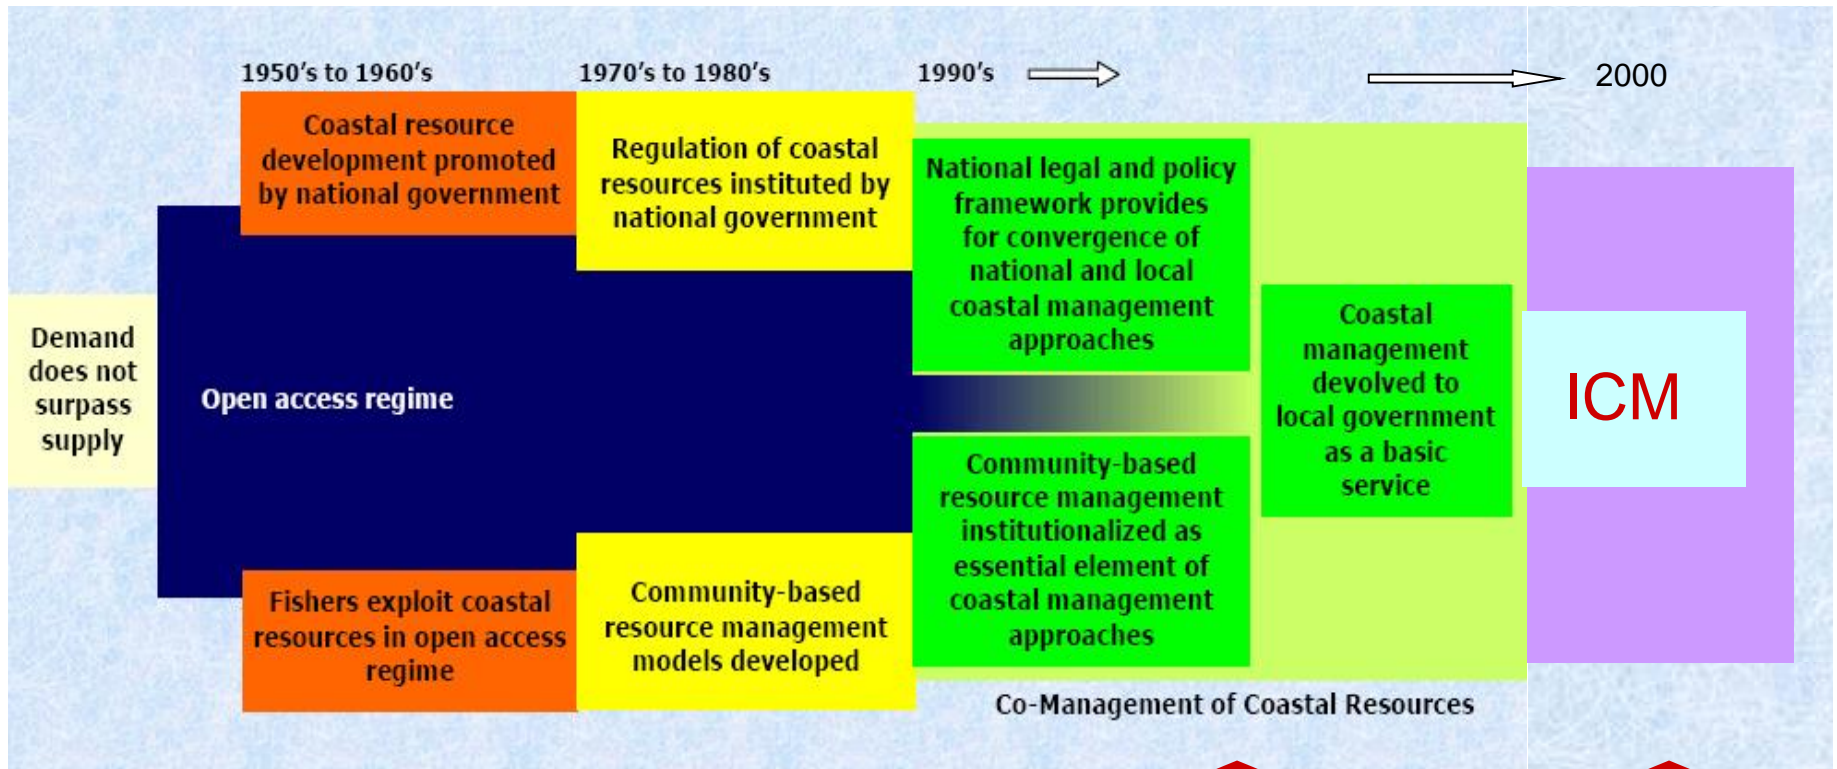 1950's to 1960's
1970's to 1980's
1990's
2000
Demand
does not
surpass
supply
Open access regime
Coastal resource
development promoted
by national government
Fishers exploit coastal
resources in open access
regime
Regulation of coastal
resources instituted by
national government
Community-based
resource management
models developed
National legal and policy
framework provides
for convergence of
national and local
coastal management
approaches
Community-based
resource management
institutionalized as
essential element of
coastal management
approaches
Coastal
management
devolved to
local government
as a basic
service
ICM
Co-Management of Coastal Resources